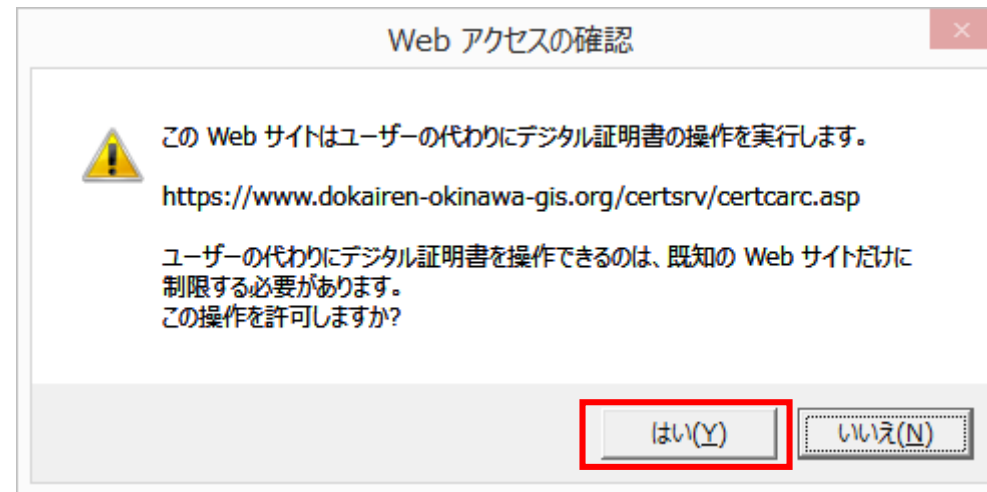 Web アクセスの確認
この Web サイトはユーザーの代わりにデジタル証明書の操作を実行します。
https://www.dokairen-okinawa-gis.org/certsrv/certcarc.asp
ユーザーの代わりにデジタル証明書を操作できるのは、既知の Web サイトだけに
制限する必要があります。
この操作を許可しますか?
はい(Y)
いいえ(N)